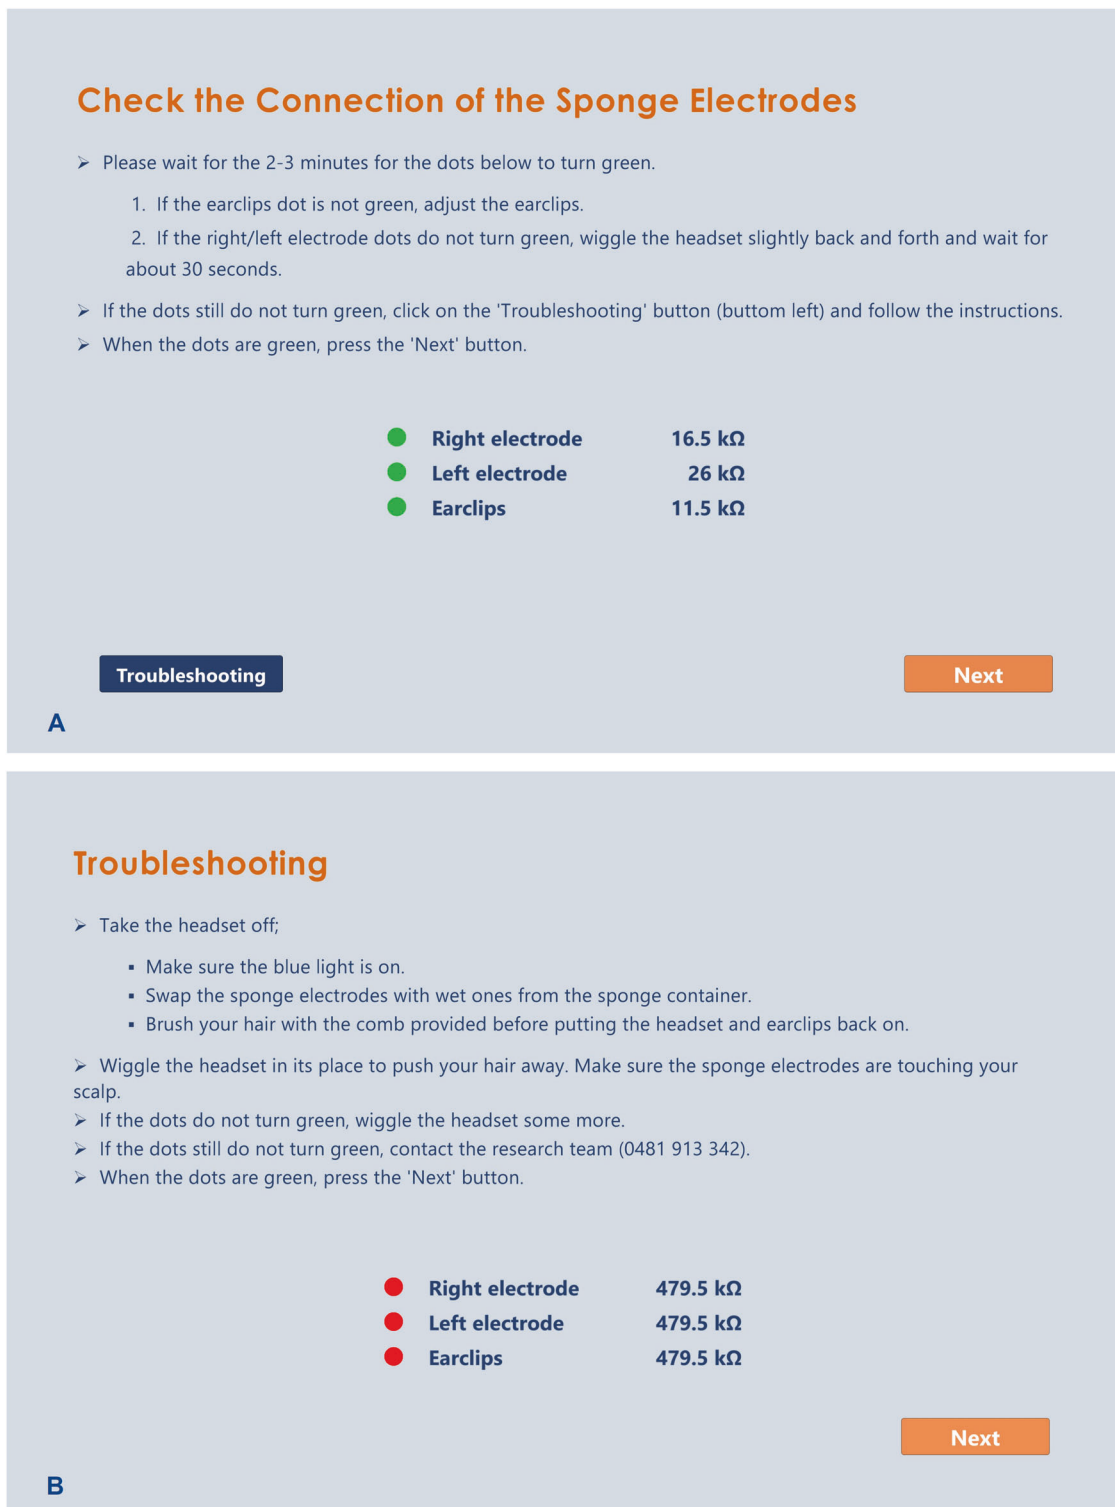 Check the Connection of the Sponge Electrodes
➢ Please wait for the 2-3 minutes for the dots below to turn green.
1. If the earclips dot is not green, adjust the earclips.
2. If the right/left electrode dots do not turn green, wiggle the headset slightly back and forth and wait for
about 30 seconds.
➢ If the dots still do not turn green, click on the 'Troubleshooting' button (buttom left) and follow the instructions.
➢ When the dots are green, press the 'Next' button.
Right electrode 16.5 kΩ
Left electrode 26 kΩ
Earclips 11.5 kΩ
Troubleshooting Next
A
Troubleshooting
➢ Take the headset off;
▪ Make sure the blue light is on.
▪ Swap the sponge electrodes with wet ones from the sponge container.
▪ Brush your hair with the comb provided before putting the headset and earclips back on.
➢ Wiggle the headset in its place to push your hair away. Make sure the sponge electrodes are touching your
scalp.
➢ If the dots do not turn green, wiggle the headset some more.
➢ If the dots still do not turn green, contact the research team (0481 913 342).
➢ When the dots are green, press the 'Next' button.
Right electrode 479.5 kΩ
Left electrode 479.5 kΩ
Earclips 479.5 kΩ
Next
B